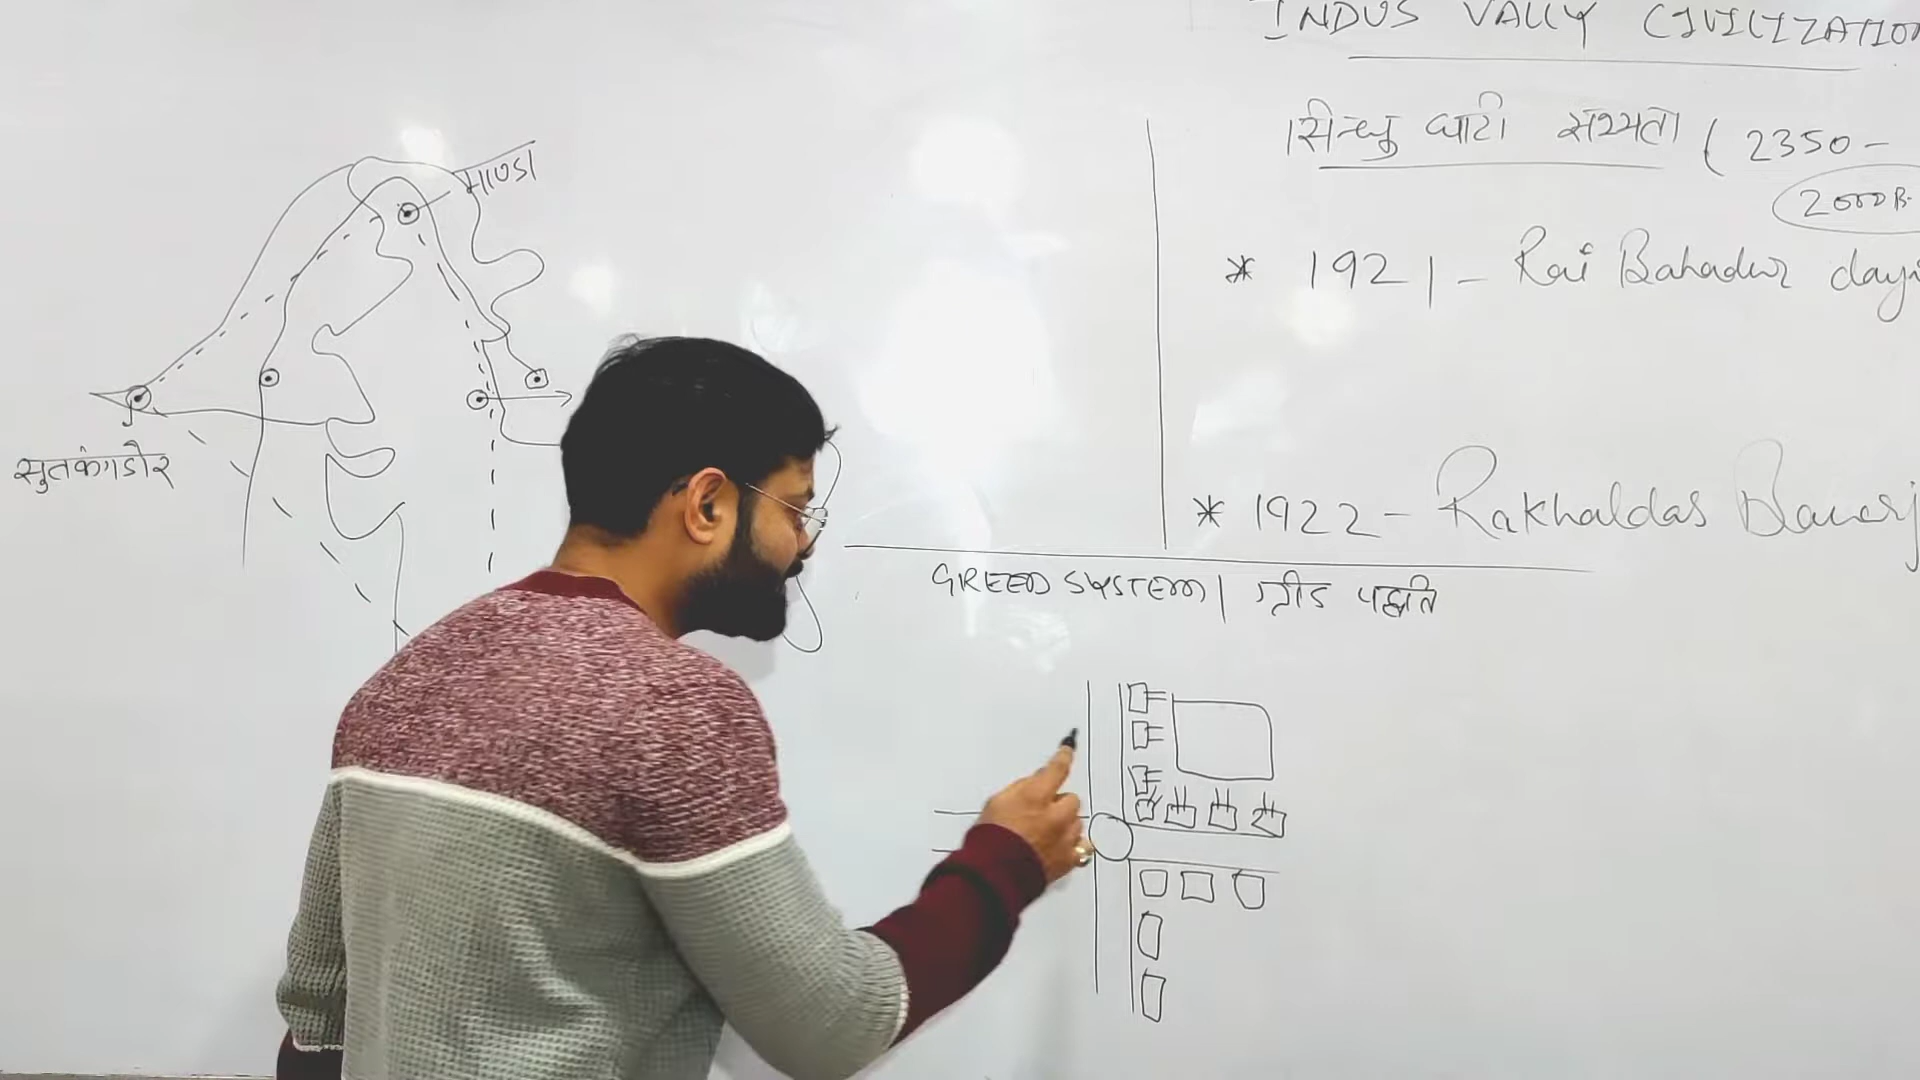 INDUS VALLY CIVILIZATION
सिन्धु घाटी सभ्यता ( 2350 -
2000 B.
माण्डा
* 1921 - Rai Bahadur daya
सुतकांगडोर
* 1922 - Rakhaldas Banerj
GREED SYSTEM | ग्रीड पद्धति